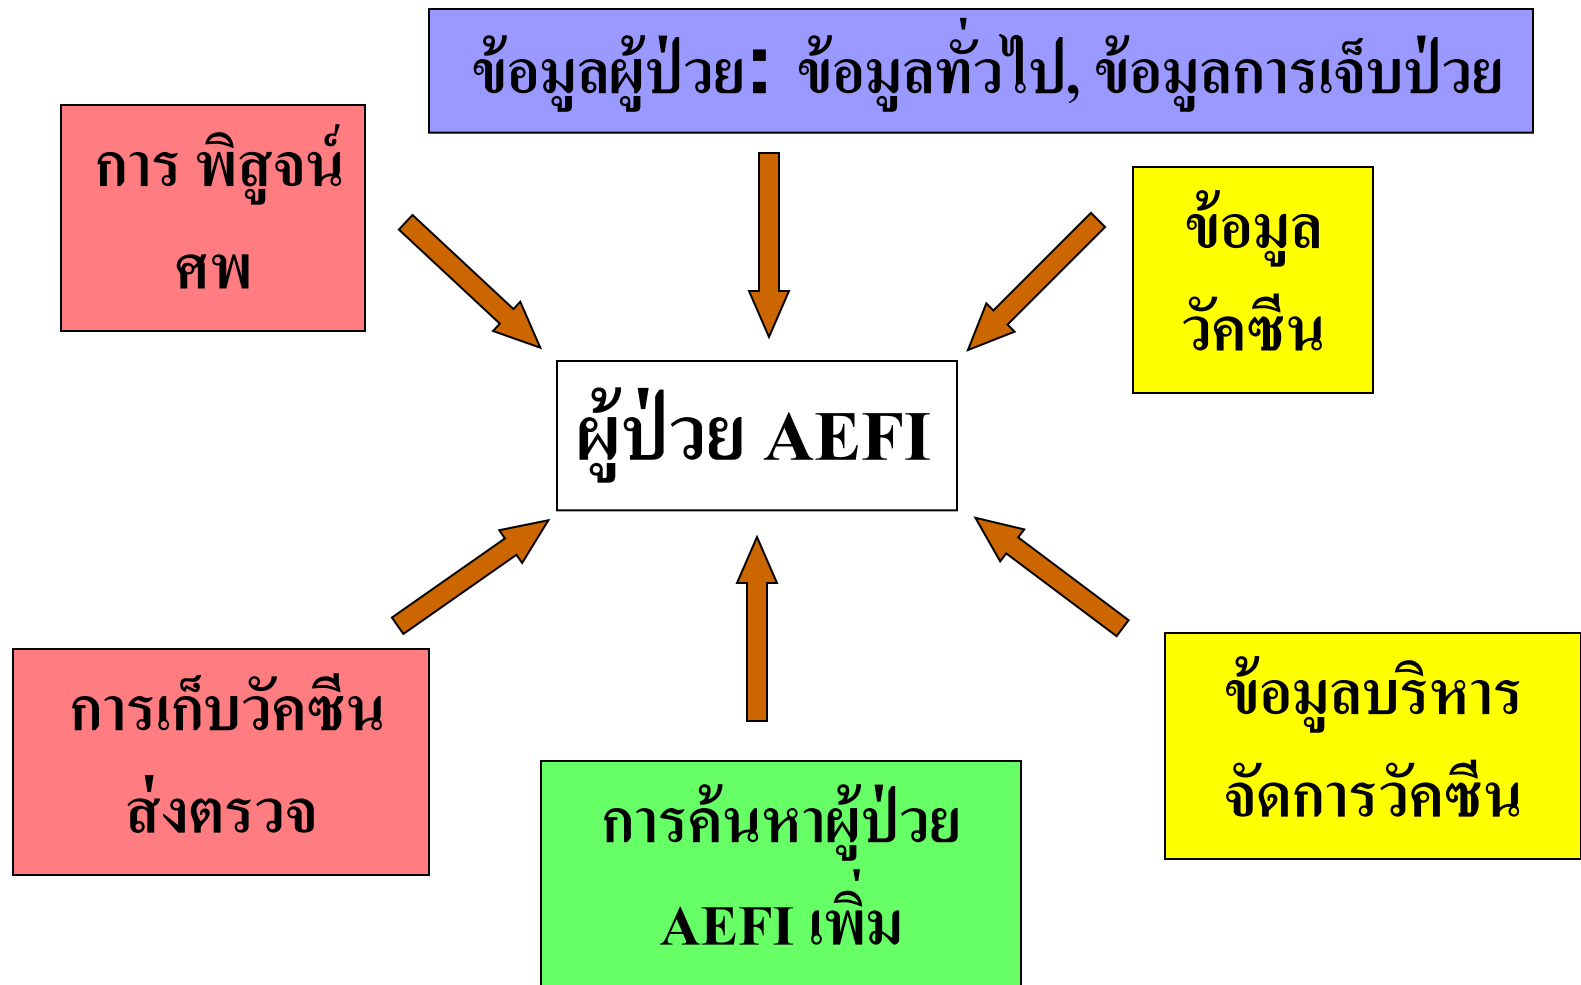 ข้อมูลผู้ป่วย: ข้อมูลทั่วไป, ข้อมูลการเจ็บป่วย
การ พิสูจน์
ศพ
ข้อมูล
วัคซีน
ผู้ป่วย AEFI
การเก็บวัคซีน
ส่งตรวจ
การค้นหาผู้ป่วย
AEFI เพิ่ม
ข้อมูลบริหาร
จัดการวัคซีน